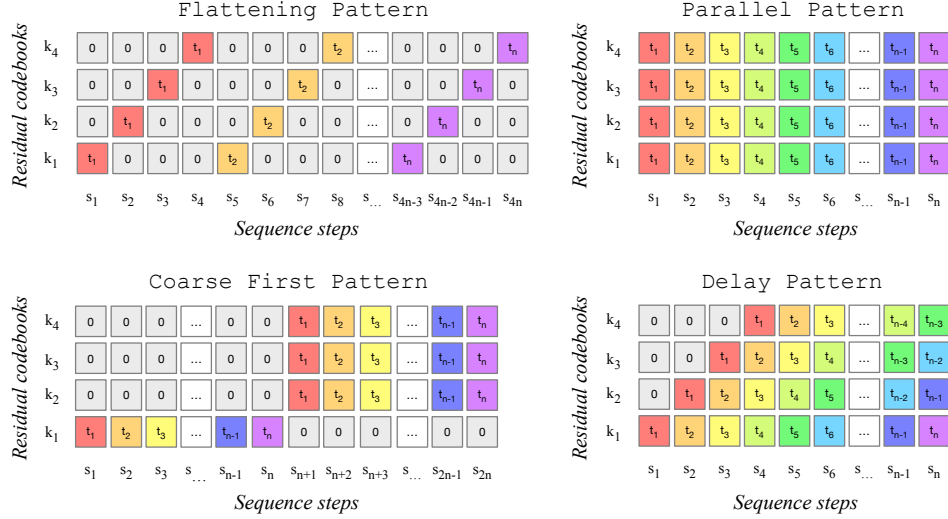 Flattening Pattern
Residual codebooks
k4 0 0 0 t1 0 0 0 t2 ... 0 0 tn
k3 0 0 t1 0 0 0 t2 0 ... 0 tn 0
k2 0 t1 0 0 0 t2 0 0 ... tn 0 0
k1 t1 0 0 0 t2 0 0 0 ... tn 0 0 0
s1 s2 s3 s4 s5 s6 s7 s8 s... s4n-3 s4n-2 s4n-1 s4n
Sequence steps
Parallel Pattern
Residual codebooks
k4 t1 t2 t3 t4 t5 t6 ... tn-1 tn
k3 t1 t2 t3 t4 t5 t6 ... tn-1 tn
k2 t1 t2 t3 t4 t5 t6 ... tn-1 tn
k1 t1 t2 t3 t4 t5 t6 ... tn-1 tn
s1 s2 s3 s4 s5 s6 s... sn-1 sn
Sequence steps
Coarse First Pattern
Residual codebooks
k4 0 0 0 ... 0 0 t1 t2 t3 ... tn-1 tn
k3 0 0 0 ... 0 0 t1 t2 t3 ... tn-1 tn
k2 0 0 0 ... 0 0 t1 t2 t3 ... tn-1 tn
k1 t1 t2 t3 ... tn-1 tn 0 0 0 ... 0 0
s1 s2 s3 s... sn-1 sn sn+1 sn+2 sn+3 s... s2n-1 s2n
Sequence steps
Delay Pattern
Residual codebooks
k4 0 0 0 t1 t2 t3 ... tn-4 tn-3
k3 0 0 t1 t2 t3 t4 ... tn-3 tn-2
k2 0 t1 t2 t3 t4 t5 ... tn-2 tn-1
k1 t1 t2 t3 t4 t5 t6 ... tn-1 tn
s1 s2 s3 s4 s5 s6 s... sn-1 sn
Sequence steps